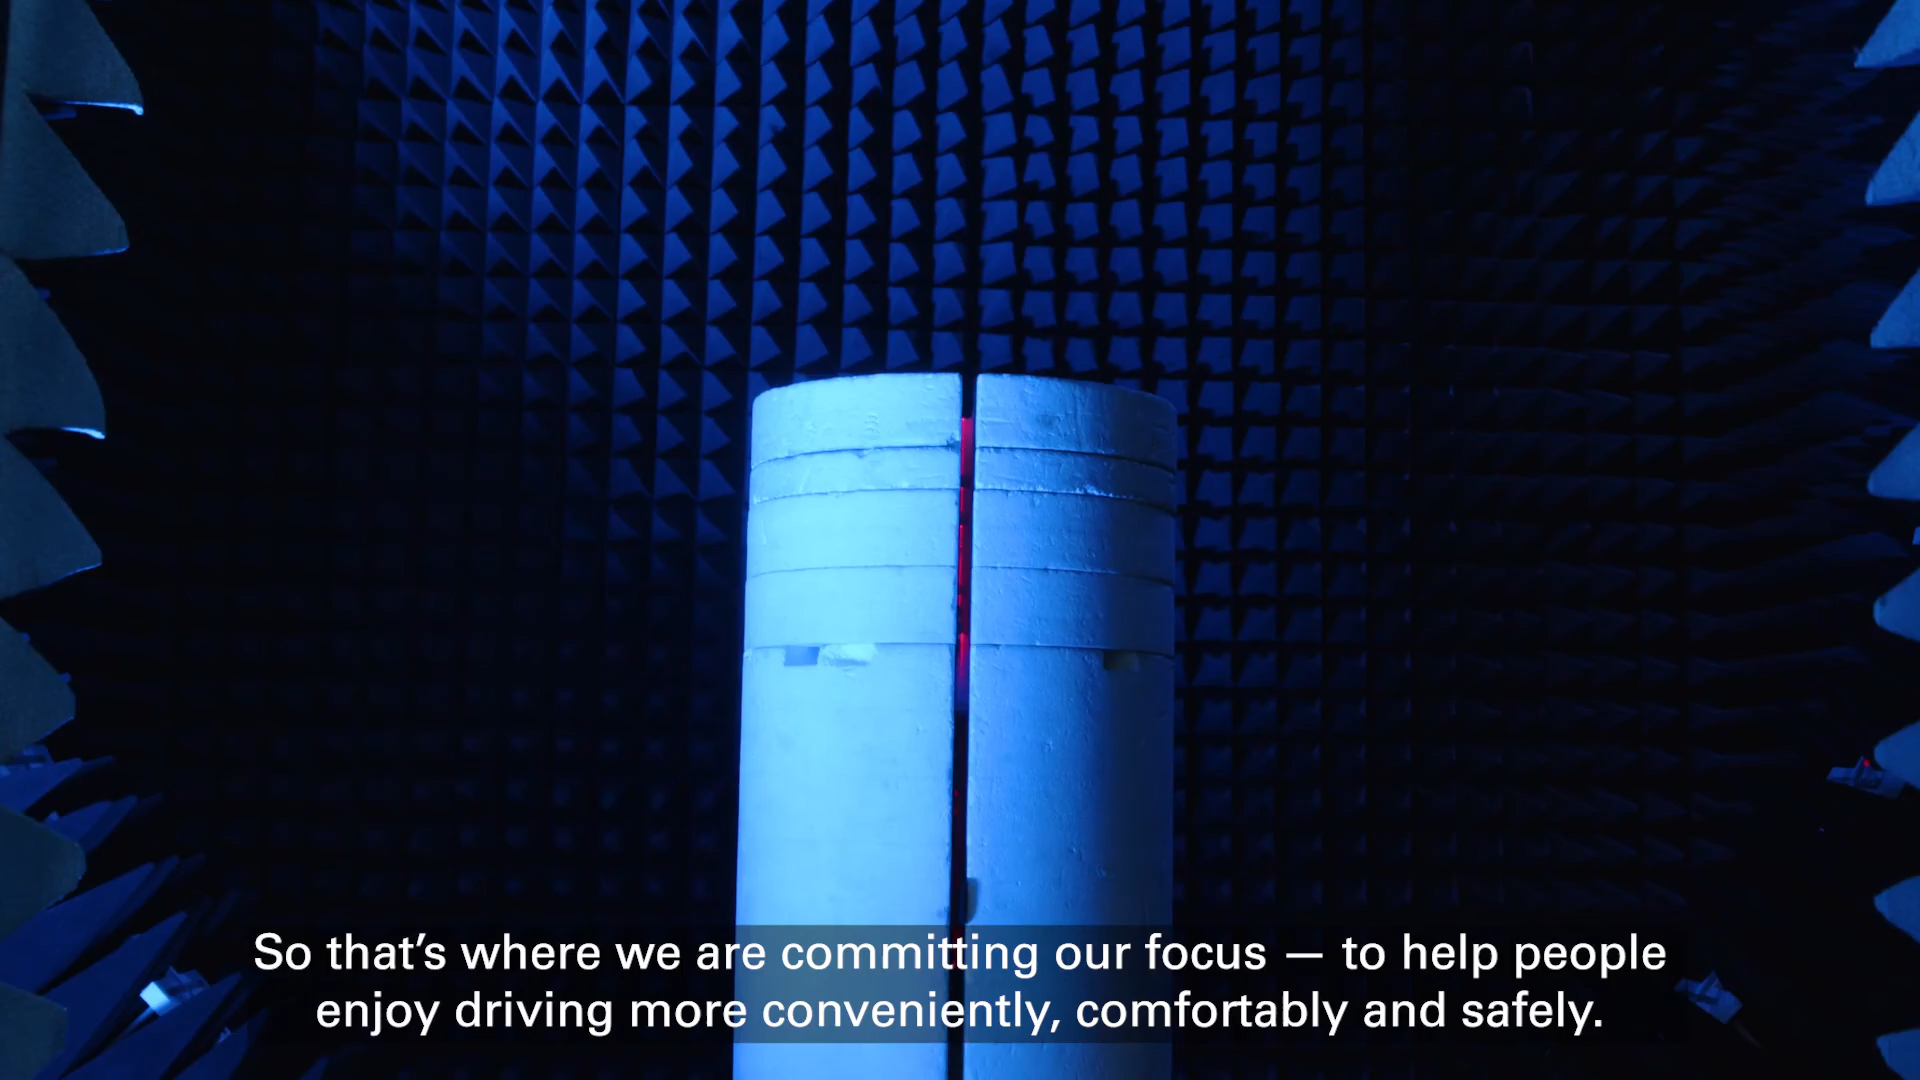 So that’s where we are committing our focus — to help people
enjoy driving more conveniently, comfortably and safely.